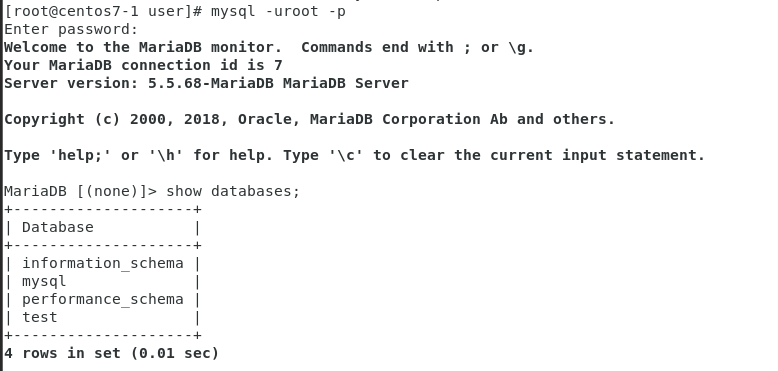 [root@centos7-1 user]# mysql -uroot -p
Enter password:
Welcome to the MariaDB monitor.  Commands end with ; or \g.
Your MariaDB connection id is 7
Server version: 5.5.68-MariaDB MariaDB Server

Copyright (c) 2000, 2018, Oracle, MariaDB Corporation Ab and others.

Type 'help;' or '\h' for help. Type '\c' to clear the current input statement.

MariaDB [(none)]> show databases;
+--------------------+
| Database           |
+--------------------+
| information_schema |
| mysql              |
| performance_schema |
| test               |
+--------------------+
4 rows in set (0.01 sec)